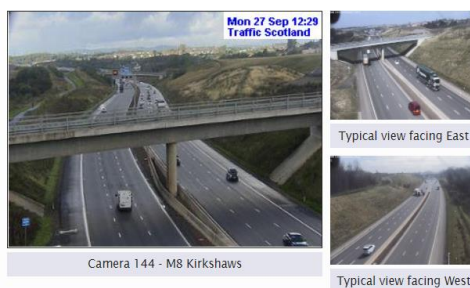 Mon 27 Sep 12:29
Traffic Scotland
Typical view facing East
Camera 144 - M8 Kirkshaws
Typical view facing West